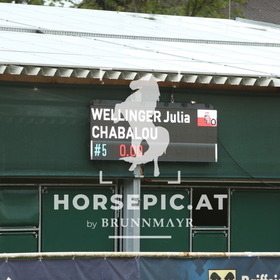 WELLINGER Julia
CHABALOU
#5 0.00
HORSEPIC.AT
by BRUNNMAYR